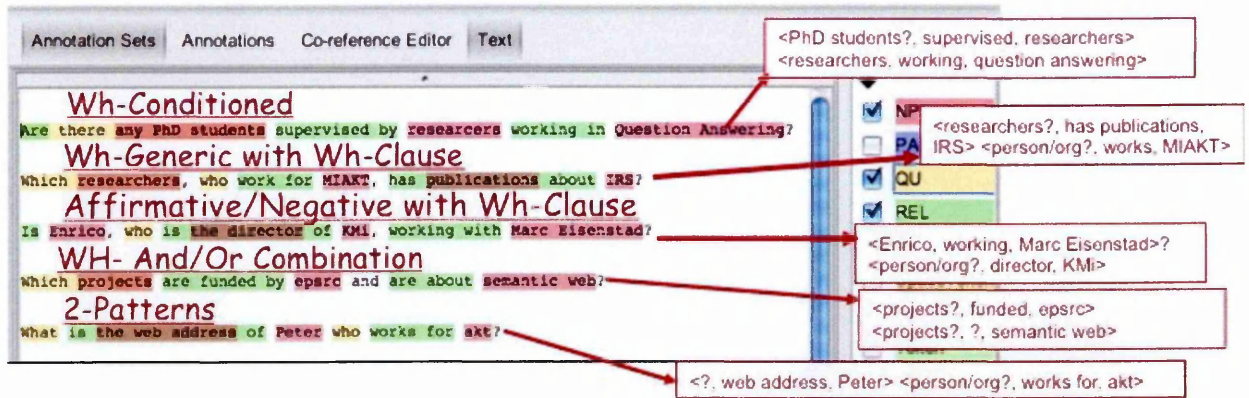 Annotation Sets Annotations Co-reference Editor Text
<PhD students?, supervised, researchers>
<researchers, working, question answering>
Wh-Conditioned
Are there any PhD students supervised by researcers working in Question Answering?
Wh-Generic with Wh-Clause
Which researchers, who work for MIAKT, has publications about IRS?
Affirmative/Negative with Wh-Clause
Is Enrico, who is the director of KMi, working with Marc Eisenstad?
WH- And/Or Combination
Which projects are funded by epsrc and are about semantic web?
2-Patterns
What is the web address of Peter who works for akt?
NP
PA
QU
REL
<researchers?, has publications,
IRS> <person/org?, works, MIAKT>
<Enrico, working, Marc Eisenstad>?
<person/org?, director, KMi>
<projects?, funded, epsrc>
<projects?, ?, semantic web>
<?, web address, Peter> <person/org?, works for, akt>